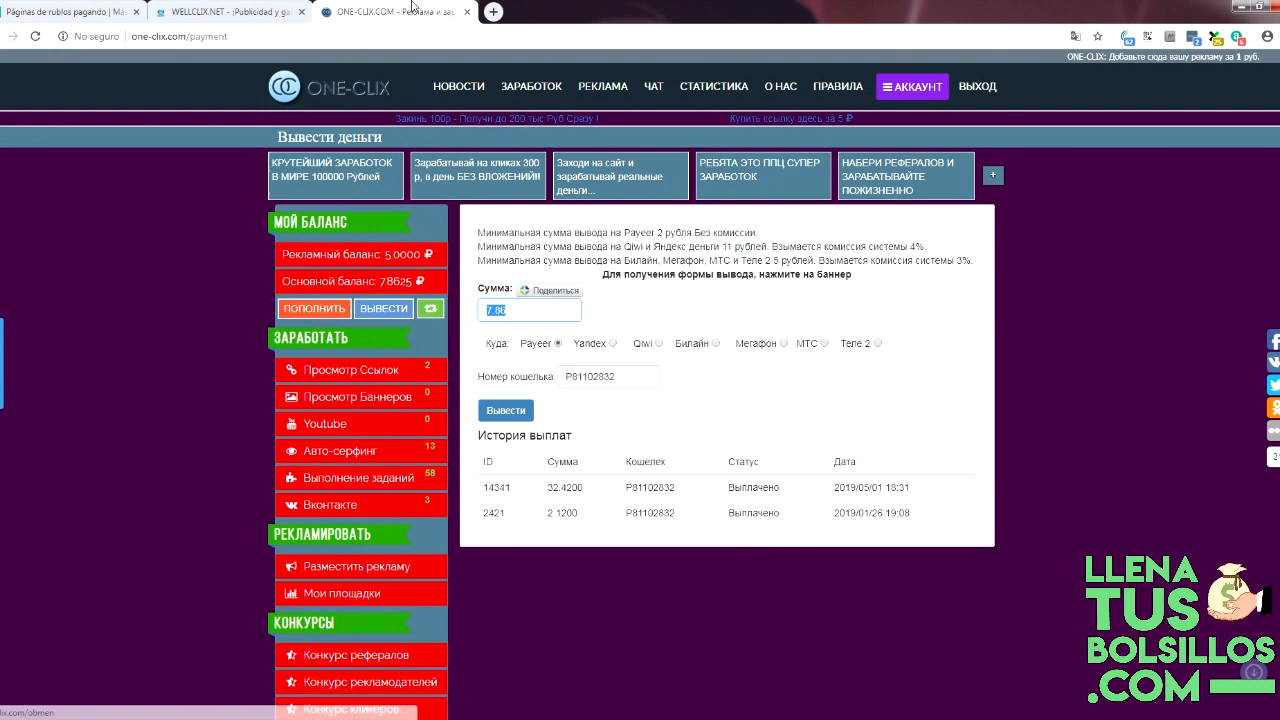 Páginas de rublos pagando | Más
WELLCLIX.NET - ¡Publicidad y ga
ONE-CLIX.COM - Реклама и зар
No seguro
one-clix.com/payment
62
2
25
6
ONE-CLIX: Добавьте сюда вашу рекламу за 1 руб.
ONE-CLIX
НОВОСТИ
ЗАРАБОТОК
РЕКЛАМА
ЧАТ
СТАТИСТИКА
О НАС
ПРАВИЛА
АККАУНТ
ВЫХОД
Закинь 100р - Получи до 200 тыс Руб Сразу !
Купить ссылку здесь за 5 ₽
Вывести деньги
КРУТЕЙШИЙ ЗАРАБОТОК
В МИРЕ 100000 Рублей
Зарабатывай на кликах 300
р, в день БЕЗ ВЛОЖЕНИЙ!!!
Заходи на сайт и
зарабатывай реальные
деньги...
РЕБЯТА ЭТО ППЦ СУПЕР
ЗАРАБОТОК
НАБЕРИ РЕФЕРАЛОВ И
ЗАРАБАТЫВАЙТЕ
ПОЖИЗНЕННО
+
МОЙ БАЛАНС
Рекламный баланс: 5.0000 ₽
Основной баланс: 7.8625 ₽
ПОПОЛНИТЬ
ВЫВЕСТИ
ЗАРАБОТАТЬ
Просмотр Ссылок 2
Просмотр Баннеров 0
Youtube 0
Авто-серфинг 13
Выполнение заданий 58
Вконтакте 3
РЕКЛАМИРОВАТЬ
Разместить рекламу
Мои площадки
КОНКУРСЫ
Конкурс рефералов
Конкурс рекламодателей
Конкурс кликеров
Минимальная сумма вывода на Payeer 2 рубля.Без комиссии.
Минимальная сумма вывода на Qiwi и Яндекс деньги 11 рублей. Взымается комиссия системы 4%.
Минимальная сумма вывода на Билайн, Мегафон, МТС и Теле 2 5 рублей. Взымается комиссия системы 3%.
Для получения формы вывода, нажмите на баннер
Сумма:
Поделиться
7.86
Куда: Payeer Yandex Qiwi Билайн Мегафон МТС Теле 2
Номер кошелька: P81102832
Вывести
История выплат
ID Сумма Кошелек Статус Дата
14341 32.4200 P81102832 Выплачено 2019/05/01 18:31
2421 2.1200 P81102832 Выплачено 2019/01/26 19:08
LLENA
TUS
BOLSILLOS
.COM
clix.com/obmen